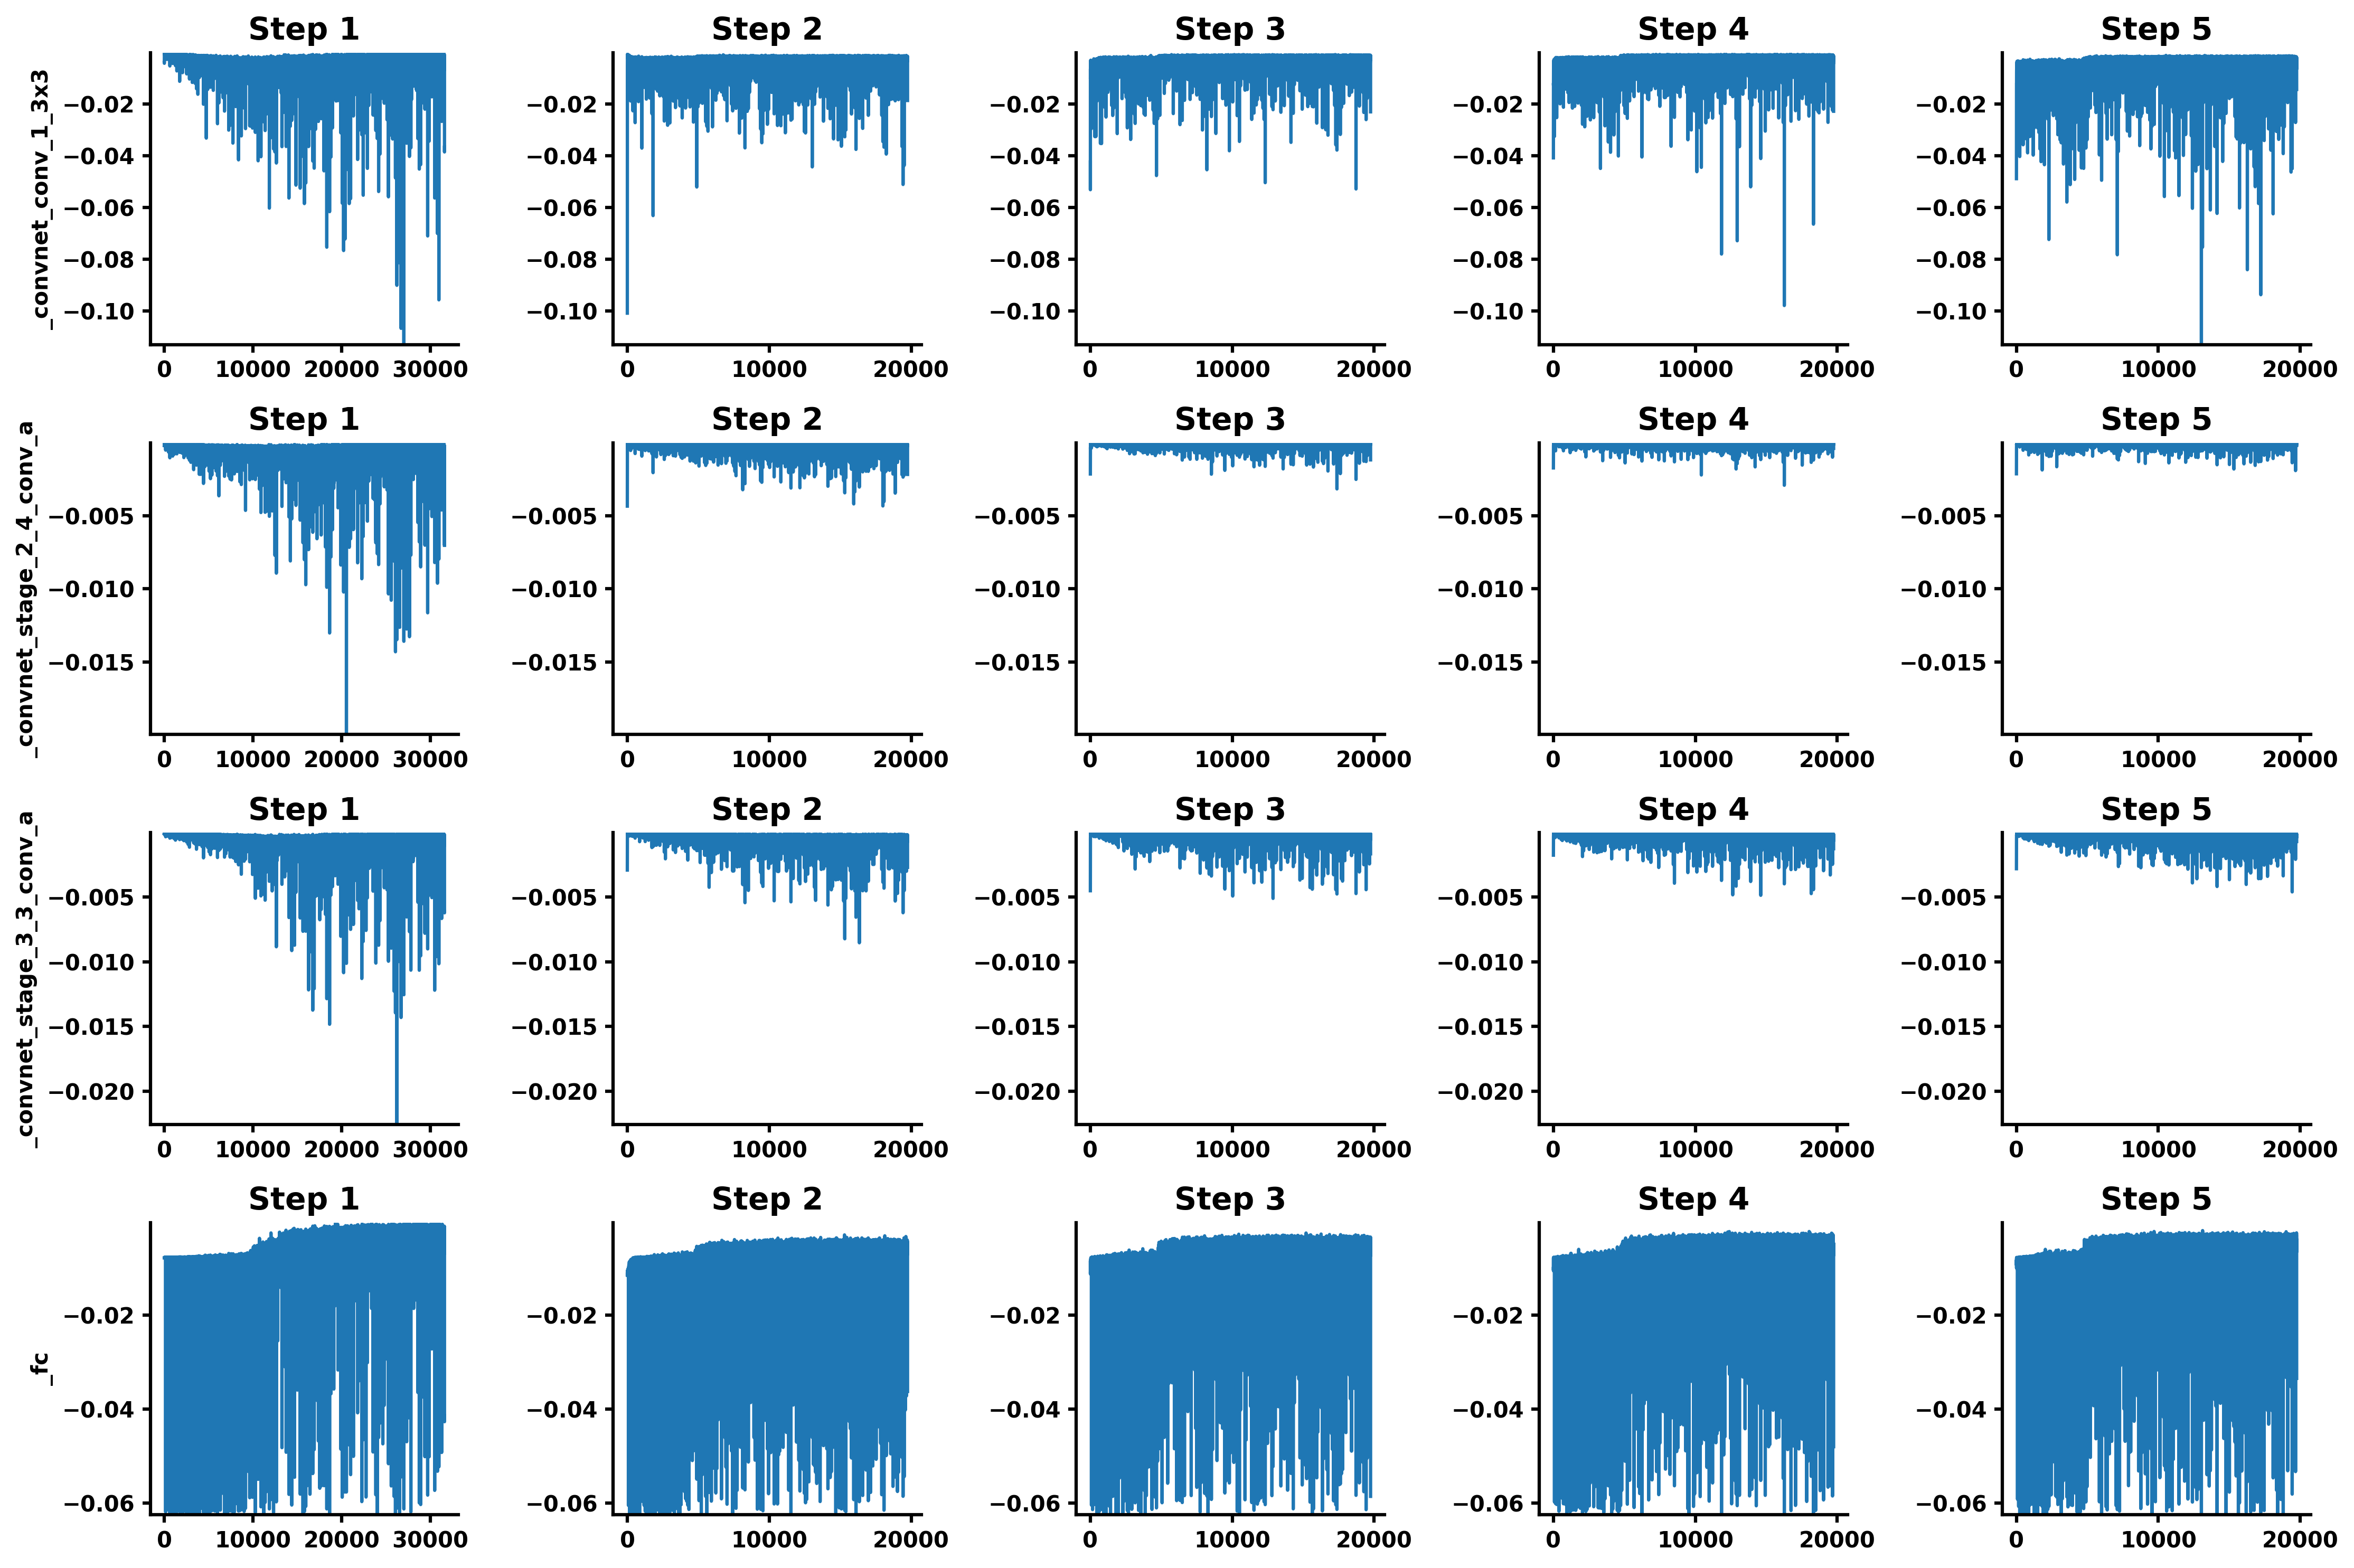 Step 1 Step 2 Step 3 Step 4 Step 5
_convnet_conv_1_3x3
−0.02 −0.02 −0.02 −0.02 −0.02
−0.04 −0.04 −0.04 −0.04 −0.04
−0.06 −0.06 −0.06 −0.06 −0.06
−0.08 −0.08 −0.08 −0.08 −0.08
−0.10 −0.10 −0.10 −0.10 −0.10
0 10000 20000 30000 0 10000 20000 0 10000 20000 0 10000 20000 0 10000 20000
Step 1 Step 2 Step 3 Step 4 Step 5
_convnet_stage_2_4_conv_a
−0.005 −0.005 −0.005 −0.005 −0.005
−0.010 −0.010 −0.010 −0.010 −0.010
−0.015 −0.015 −0.015 −0.015 −0.015
0 10000 20000 30000 0 10000 20000 0 10000 20000 0 10000 20000 0 10000 20000
Step 1 Step 2 Step 3 Step 4 Step 5
_convnet_stage_3_3_conv_a
−0.005 −0.005 −0.005 −0.005 −0.005
−0.010 −0.010 −0.010 −0.010 −0.010
−0.015 −0.015 −0.015 −0.015 −0.015
−0.020 −0.020 −0.020 −0.020 −0.020
0 10000 20000 30000 0 10000 20000 0 10000 20000 0 10000 20000 0 10000 20000
Step 1 Step 2 Step 3 Step 4 Step 5
_fc
−0.02 −0.02 −0.02 −0.02 −0.02
−0.04 −0.04 −0.04 −0.04 −0.04
−0.06 −0.06 −0.06 −0.06 −0.06
0 10000 20000 30000 0 10000 20000 0 10000 20000 0 10000 20000 0 10000 20000